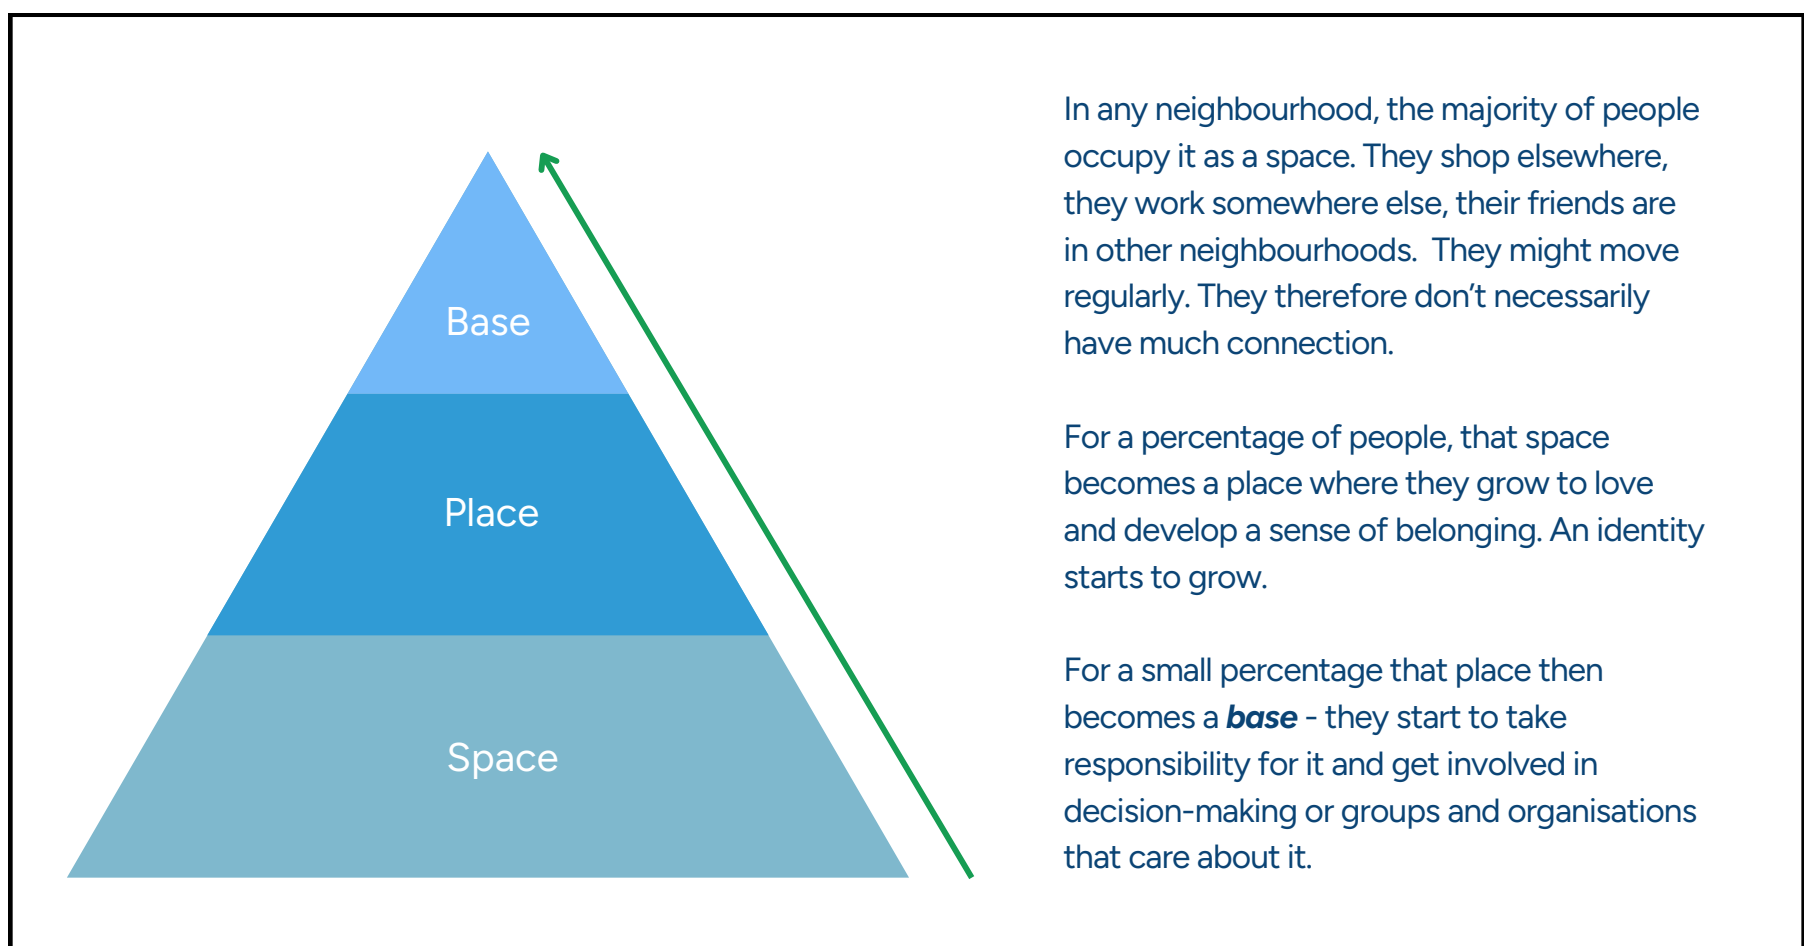 Base
Place
Space
In any neighbourhood, the majority of people
occupy it as a space. They shop elsewhere,
they work somewhere else, their friends are
in other neighbourhoods.  They might move
regularly. They therefore don’t necessarily
have much connection.
For a percentage of people, that space
becomes a place where they grow to love
and develop a sense of belonging. An identity
starts to grow.
For a small percentage that place then
becomes a base - they start to take
responsibility for it and get involved in
decision-making or groups and organisations
that care about it.